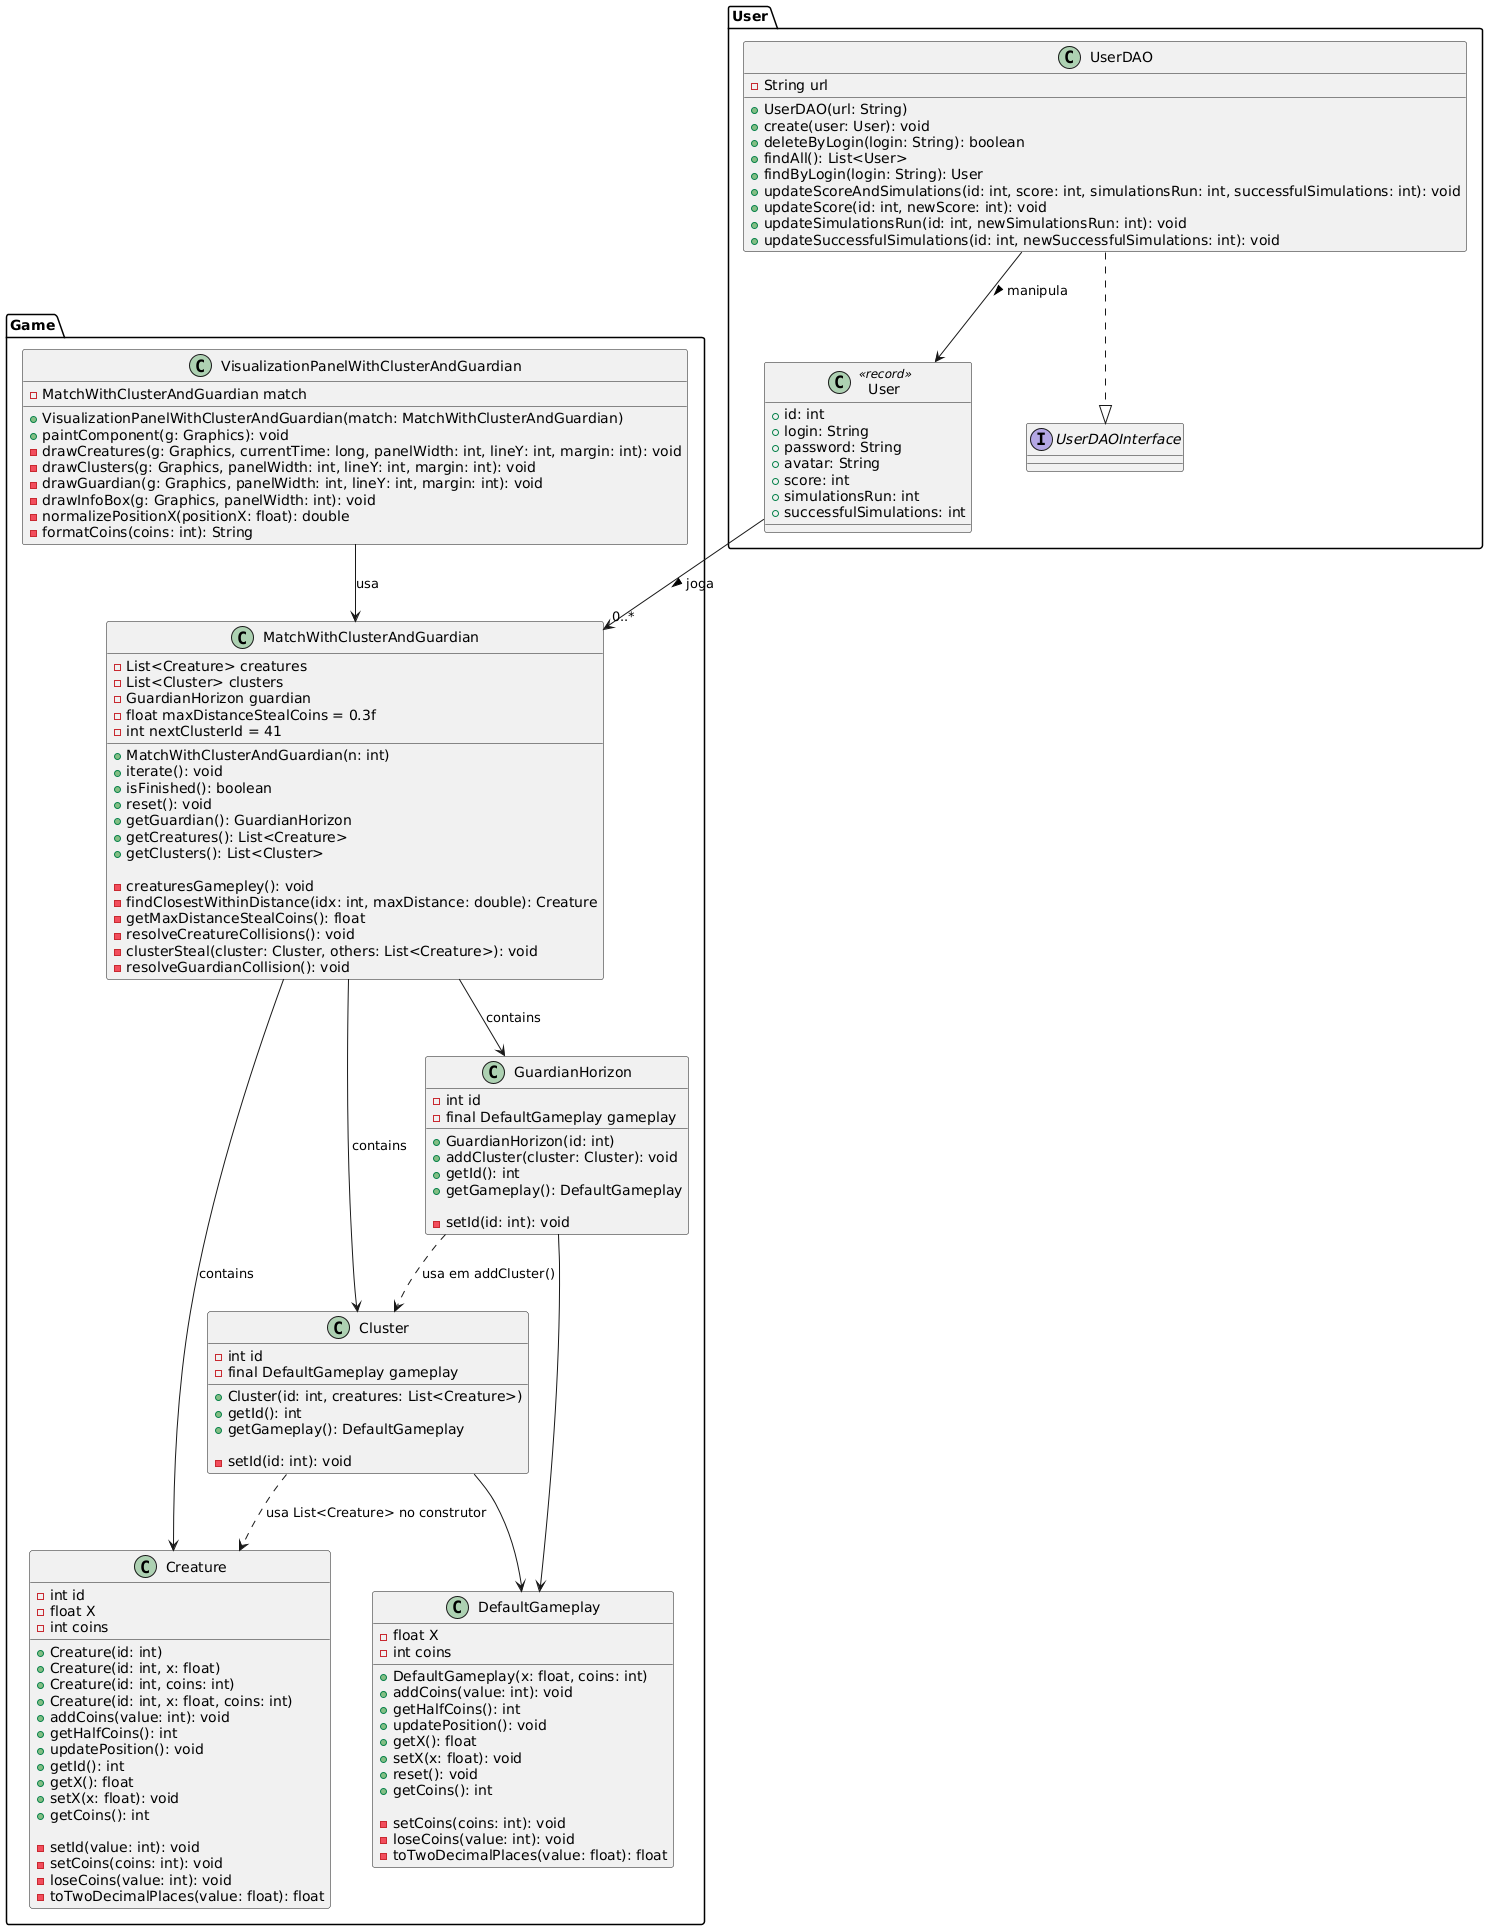 User
C UserDAO
String url
UserDAO(url: String)
create(user: User): void
deleteByLogin(login: String): boolean
findAll(): List<User>
findByLogin(login: String): User
updateScoreAndSimulations(id: int, score: int, simulationsRun: int, successfulSimulations: int): void
updateScore(id: int, newScore: int): void
updateSimulationsRun(id: int, newSimulationsRun: int): void
updateSuccessfulSimulations(id: int, newSuccessfulSimulations: int): void
manipula
C «record»
User
id: int
login: String
password: String
avatar: String
score: int
simulationsRun: int
successfulSimulations: int
I UserDAOInterface
joga
0..*
Game
C VisualizationPanelWithClusterAndGuardian
MatchWithClusterAndGuardian match
VisualizationPanelWithClusterAndGuardian(match: MatchWithClusterAndGuardian)
paintComponent(g: Graphics): void
drawCreatures(g: Graphics, currentTime: long, panelWidth: int, lineY: int, margin: int): void
drawClusters(g: Graphics, panelWidth: int, lineY: int, margin: int): void
drawGuardian(g: Graphics, panelWidth: int, lineY: int, margin: int): void
drawInfoBox(g: Graphics, panelWidth: int): void
normalizePositionX(positionX: float): double
formatCoins(coins: int): String
usa
C MatchWithClusterAndGuardian
List<Creature> creatures
List<Cluster> clusters
GuardianHorizon guardian
float maxDistanceStealCoins = 0.3f
int nextClusterId = 41
MatchWithClusterAndGuardian(n: int)
iterate(): void
isFinished(): boolean
reset(): void
getGuardian(): GuardianHorizon
getCreatures(): List<Creature>
getClusters(): List<Cluster>
creaturesGamepley(): void
findClosestWithinDistance(idx: int, maxDistance: double): Creature
getMaxDistanceStealCoins(): float
resolveCreatureCollisions(): void
clusterSteal(cluster: Cluster, others: List<Creature>): void
resolveGuardianCollision(): void
contains
C GuardianHorizon
int id
final DefaultGameplay gameplay
GuardianHorizon(id: int)
addCluster(cluster: Cluster): void
getId(): int
getGameplay(): DefaultGameplay
setId(id: int): void
contains
contains
usa em addCluster()
C Cluster
int id
final DefaultGameplay gameplay
Cluster(id: int, creatures: List<Creature>)
getId(): int
getGameplay(): DefaultGameplay
setId(id: int): void
usa List<Creature> no construtor
C Creature
int id
float X
int coins
Creature(id: int)
Creature(id: int, x: float)
Creature(id: int, coins: int)
Creature(id: int, x: float, coins: int)
addCoins(value: int): void
getHalfCoins(): int
updatePosition(): void
getId(): int
getX(): float
setX(x: float): void
getCoins(): int
setId(value: int): void
setCoins(coins: int): void
loseCoins(value: int): void
toTwoDecimalPlaces(value: float): float
C DefaultGameplay
float X
int coins
DefaultGameplay(x: float, coins: int)
addCoins(value: int): void
getHalfCoins(): int
updatePosition(): void
getX(): float
setX(x: float): void
reset(): void
getCoins(): int
setCoins(coins: int): void
loseCoins(value: int): void
toTwoDecimalPlaces(value: float): float